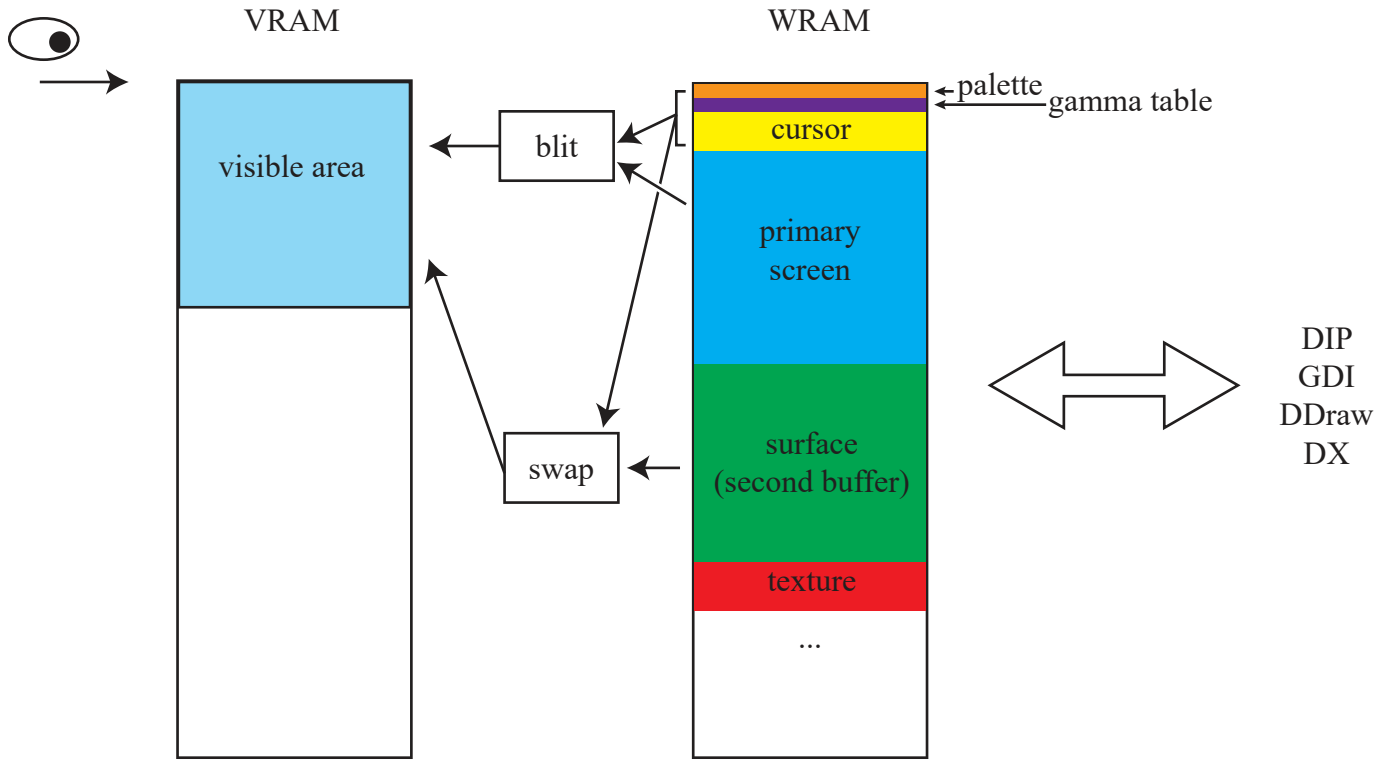 VRAM
WRAM
palette
gamma table
cursor
blit
visible area
primary
screen
DIP
GDI
DDraw
DX
surface
(second buffer)
swap
texture
...